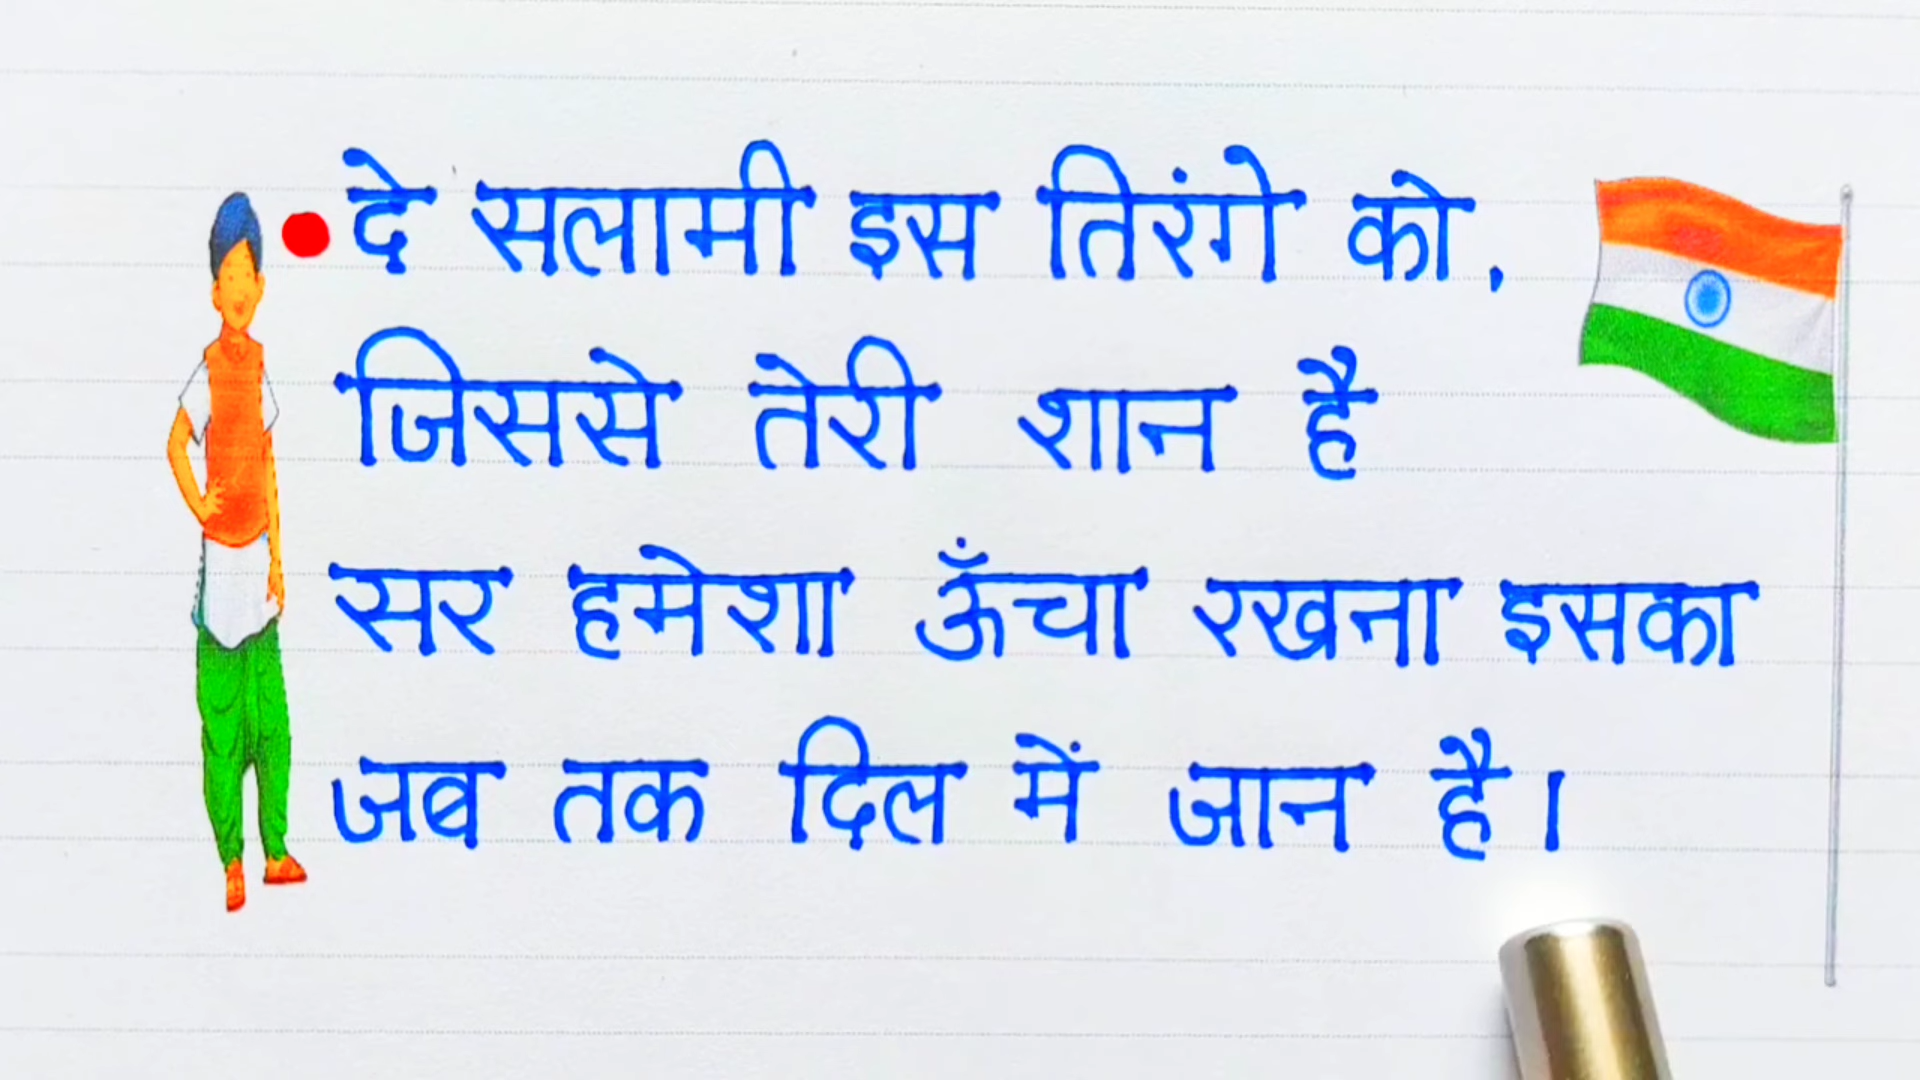 दे सलामी इस तिरंगे को,
जिससे तेरी शान है
सर हमेशा ऊँचा रखना इसका
जब तक दिल में जान है।